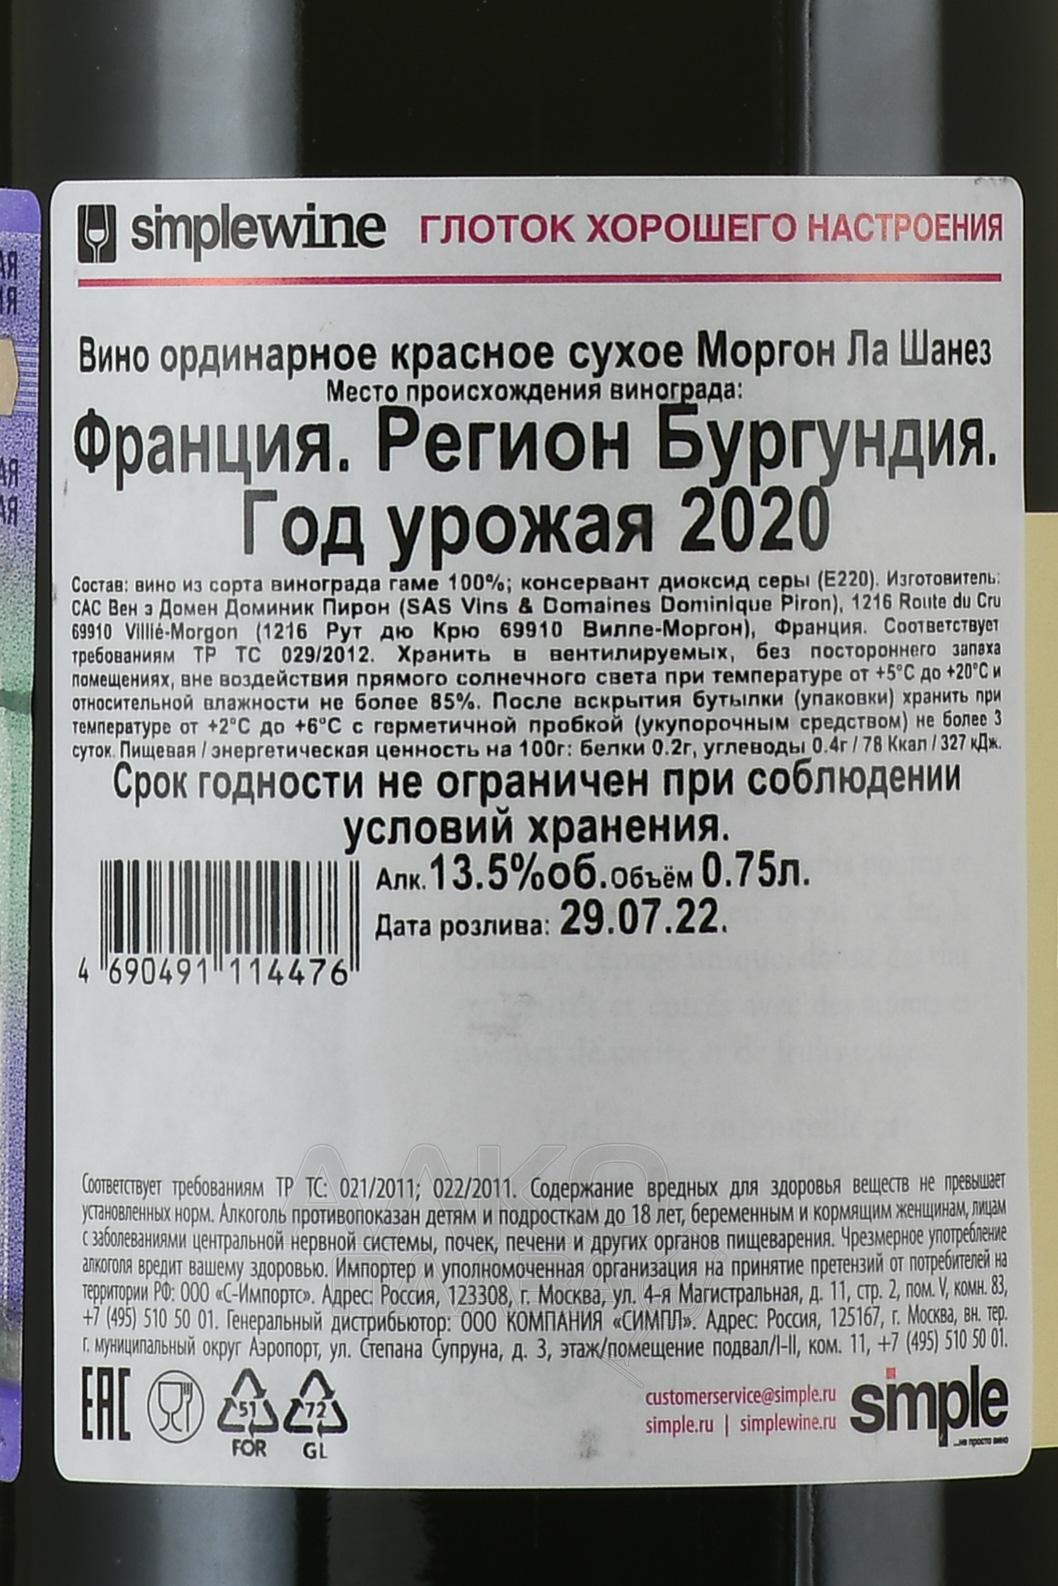 simplewine ГЛОТОК ХОРОШЕГО НАСТРОЕНИЯ
Вино ординарное красное сухое Моргон Ла Шанез
Место происхождения винограда:
Франция. Регион Бургундия.
Год урожая 2020
Состав: вино из сорта винограда гаме 100%; консервант диоксид серы (Е220). Изготовитель:
САС Вен э Домен Доминик Пирон (SAS Vins & Domaines Dominique Piron), 1216 Route du Cru
69910 Villié-Morgon (1216 Рут дю Крю 69910 Вилле-Моргон), Франция. Соответствует
требованиям ТР ТС 029/2012. Хранить в вентилируемых, без постороннего запаха
помещениях, вне воздействия прямого солнечного света при температуре от +5°С до +20°С и
относительной влажности не более 85%. После вскрытия бутылки (упаковки) хранить при
температуре от +2°С до +6°С с герметичной пробкой (укупорочным средством) не более 3
суток. Пищевая / энергетическая ценность на 100г: белки 0.2г, углеводы 0.4г / 78 Ккал / 327 кДж.
Срок годности не ограничен при соблюдении
условий хранения.
Алк. 13.5%об. Объём 0.75л.
Дата розлива: 29.07.22.
4 690491 114476
АЛКО
Соответствует требованиям ТР ТС: 021/2011; 022/2011. Содержание вредных для здоровья веществ не превышает
установленных норм. Алкоголь противопоказан детям и подросткам до 18 лет, беременным и кормящим женщинам, лицам
с заболеваниями центральной нервной системы, почек, печени и других органов пищеварения. Чрезмерное употребление
алкоголя вредит вашему здоровью. Импортер и уполномоченная организация на принятие претензий от потребителей на
территории РФ: ООО «С-Импортс». Адрес: Россия, 123308, г. Москва, ул. 4-я Магистральная, д. 11, стр. 2, пом. V, комн. 83,
+7 (495) 510 50 01. Генеральный дистрибьютор: ООО КОМПАНИЯ «СИМПЛ». Адрес: Россия, 125167, г. Москва, вн. тер.
г. муниципальный округ Аэропорт, ул. Степана Супруна, д. 3, этаж/помещение подвал/I-II, ком. 11, +7 (495) 510 50 01.
EAC 51 FOR 72 GL
customerservice@simple.ru
simple.ru | simplewine.ru
simple
...не просто вино